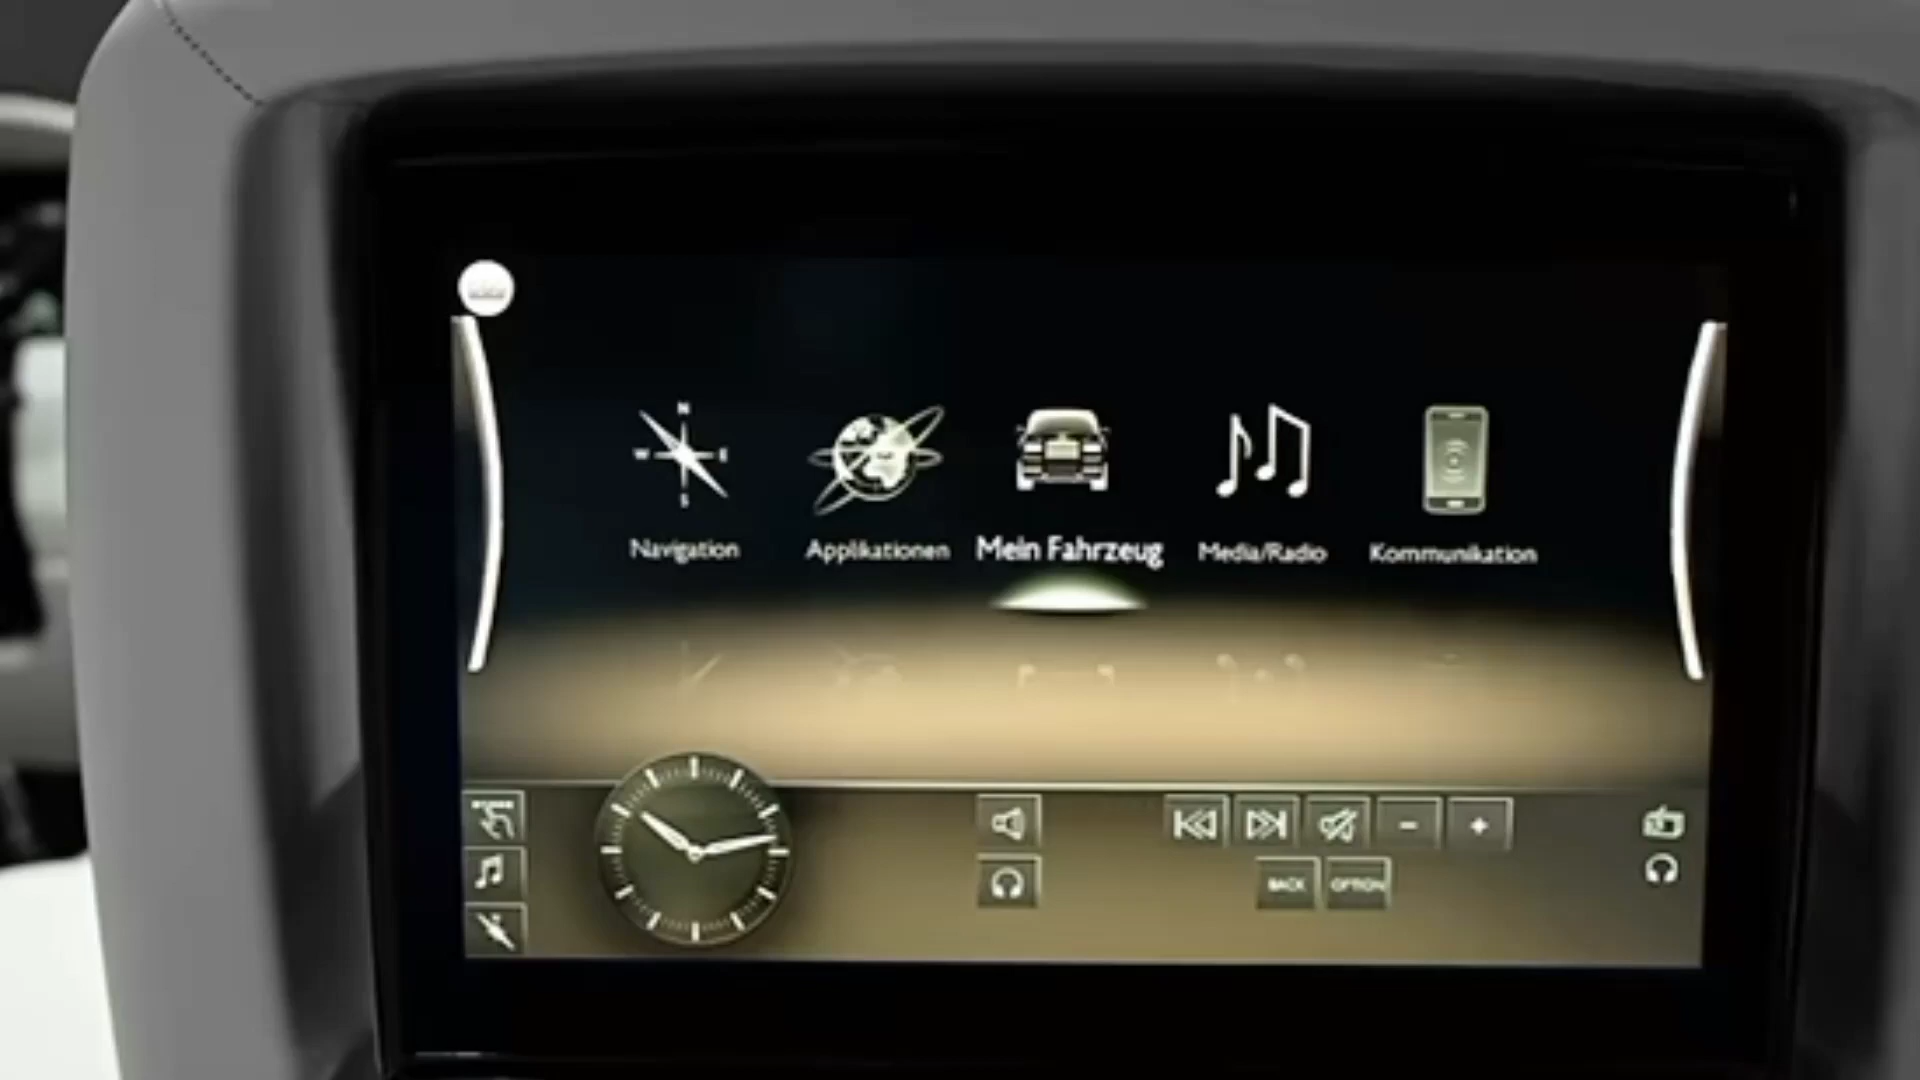 N
W E
S
Navigation
Applikationen
Mein Fahrzeug
Media/Radio
Kommunikation
BACK
OPTION